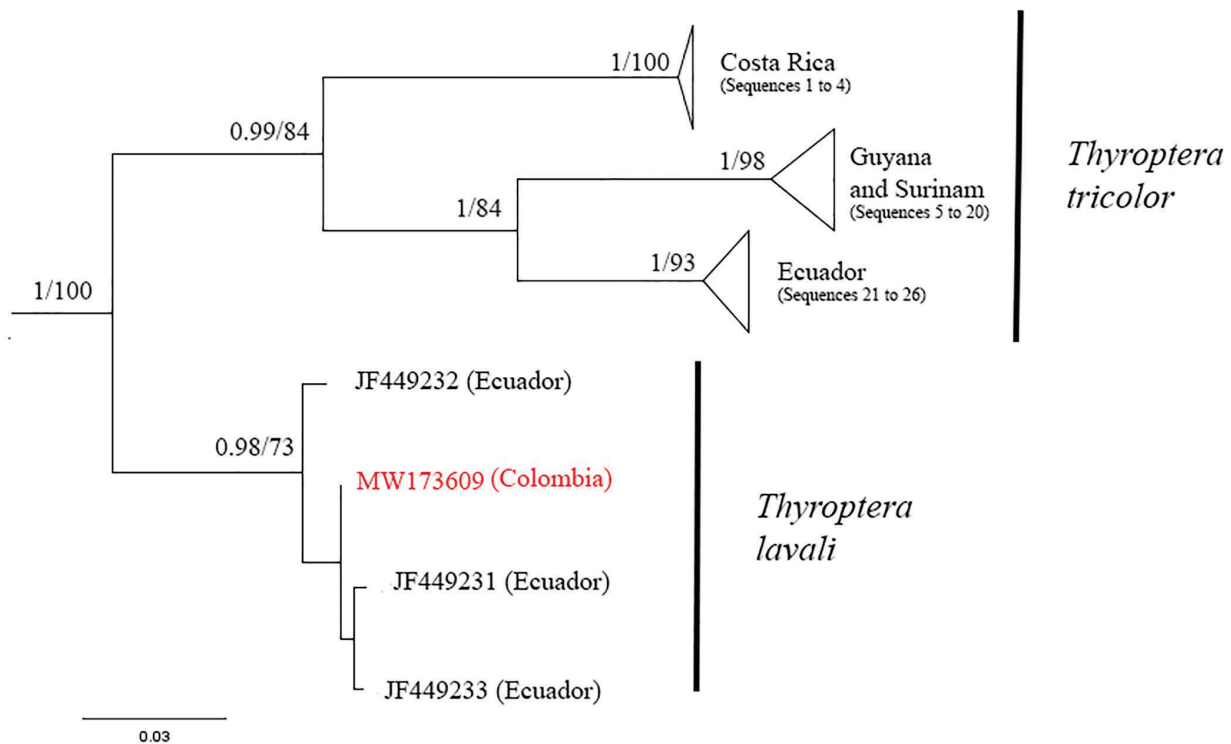 1/100
Costa Rica
(Sequences 1 to 4)
0.99/84
1/98
Guyana
and Surinam
(Sequences 5 to 20)
1/84
1/93
Ecuador
(Sequences 21 to 26)
Thyroptera
tricolor
1/100
JF449232 (Ecuador)
0.98/73
MW173609 (Colombia)
JF449231 (Ecuador)
JF449233 (Ecuador)
Thyroptera
lavali
0.03